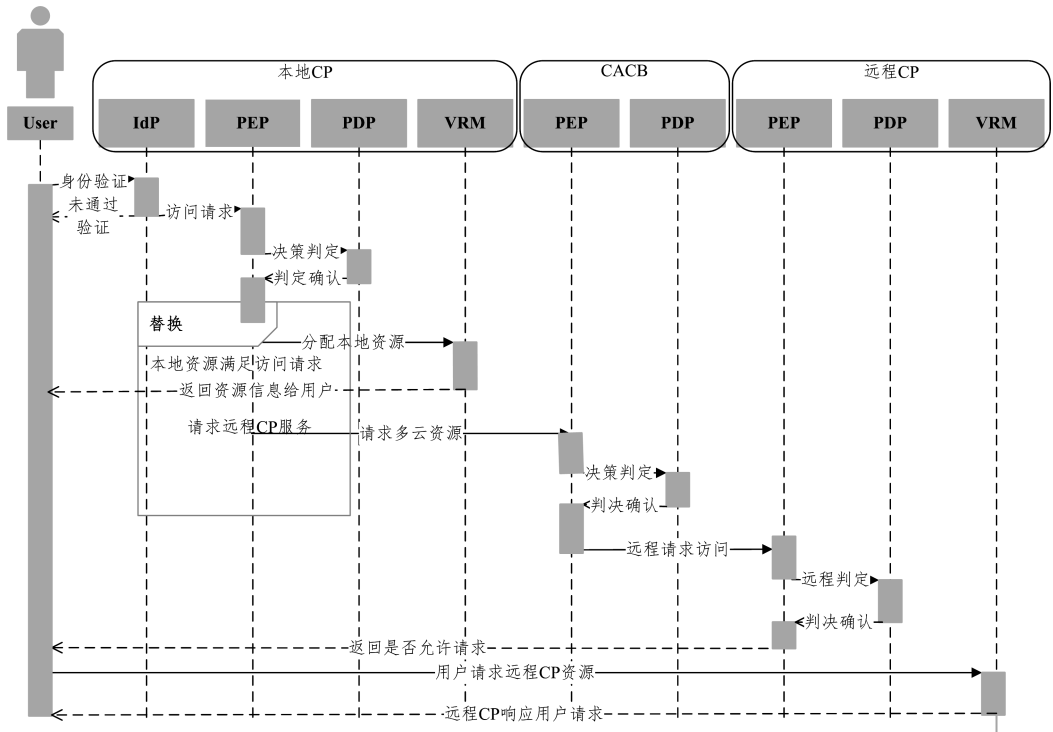 本地CP
CACB
远程CP
User
IdP
PEP
PDP
VRM
PEP
PDP
PEP
PDP
VRM
身份验证
未通过
验证
访问请求
决策判定
判定确认
替换
分配本地资源
本地资源满足访问请求
返回资源信息给用户
请求远程CP服务
请求多云资源
决策判定
判决确认
远程请求访问
远程判定
判决确认
返回是否允许请求
用户请求远程CP资源
远程CP响应用户请求